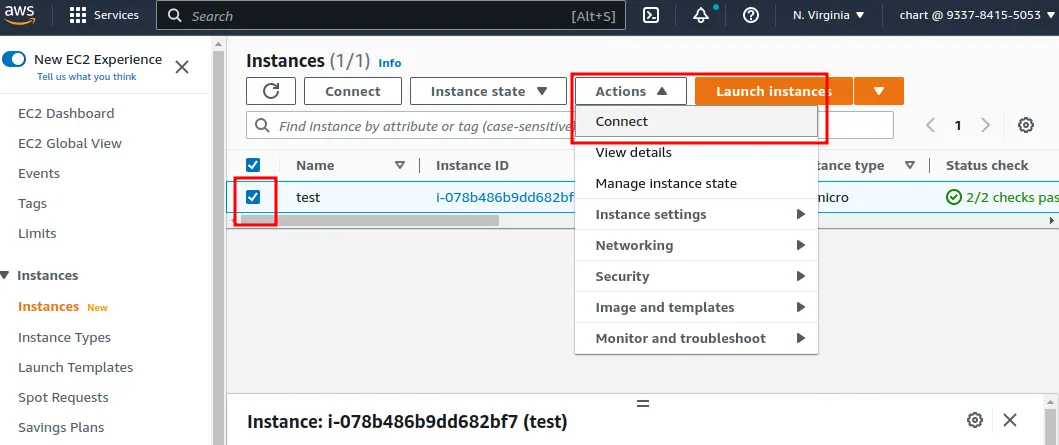 aws Services Search [Alt+S] N. Virginia chart @ 9337-8415-5053
New EC2 Experience
Tell us what you think
EC2 Dashboard
EC2 Global View
Events
Tags
Limits
Instances
Instances New
Instance Types
Launch Templates
Spot Requests
Savings Plans
Instances (1/1) Info
Connect Instance state Actions Launch instances
Find instance by attribute or tag (case-sensitive) 1
Name Instance ID tance type Status check
test i-078b486b9dd682bf7 micro 2/2 checks pas
Connect
View details
Manage instance state
Instance settings
Networking
Security
Image and templates
Monitor and troubleshoot
Instance: i-078b486b9dd682bf7 (test)